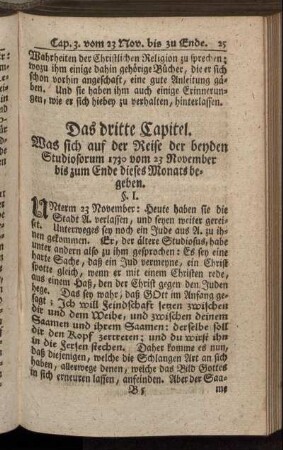 Cap. 3. vom 23 Nov. bis zu Ende. 25
Wahrheiten der Christlichen Religion zu sprechen;
wozu ihm einige dahin gehörige Bücher, die er sich
schon vorhin angeschaft, eine gute Anleitung gä-
ben. Und sie haben ihm auch einige Erinnerun-
gen, wie er sich hiebey zu verhalten, hinterlassen.
Das dritte Capitel.
Was sich auf der Reise der beyden
Studiosorum 1730 vom 23 November
bis zum Ende dieses Monats be-
geben.
§. I.
UNterm 23 November: Heute haben sie die
Stadt A. verlassen, und seyen weiter gerei-
set. Unterweges sey noch ein Jude aus A. zu ih-
nen gekommen. Er, der ältere Studiosus, habe
unter andern also zu ihm gesprochen: Es sey eine
harte Sache, daß ein Jud vermeyne, ein Christ
spotte gleich, wenn er mit einem Christen rede,
aus einem Haß, den der Christ gegen den Juden
hege. Das sey wahr; daß GOtt im Anfang ge-
sagt: Ich will Feindschaft setzen zwischen
dir und dem Weibe, und zwischen deinem
Saamen und ihrem Saamen: derselbe soll
dir den Kopf zertreten; und du wirst ihn
in die Fersen stechen. Daher komme es nun,
daß diejenigen, welche die Schlangen Art an sich
haben, allewege denen, welche das Bild Gottes
in sich erneuren lassen, anfeinden. Aber der Saa-
B 5 me